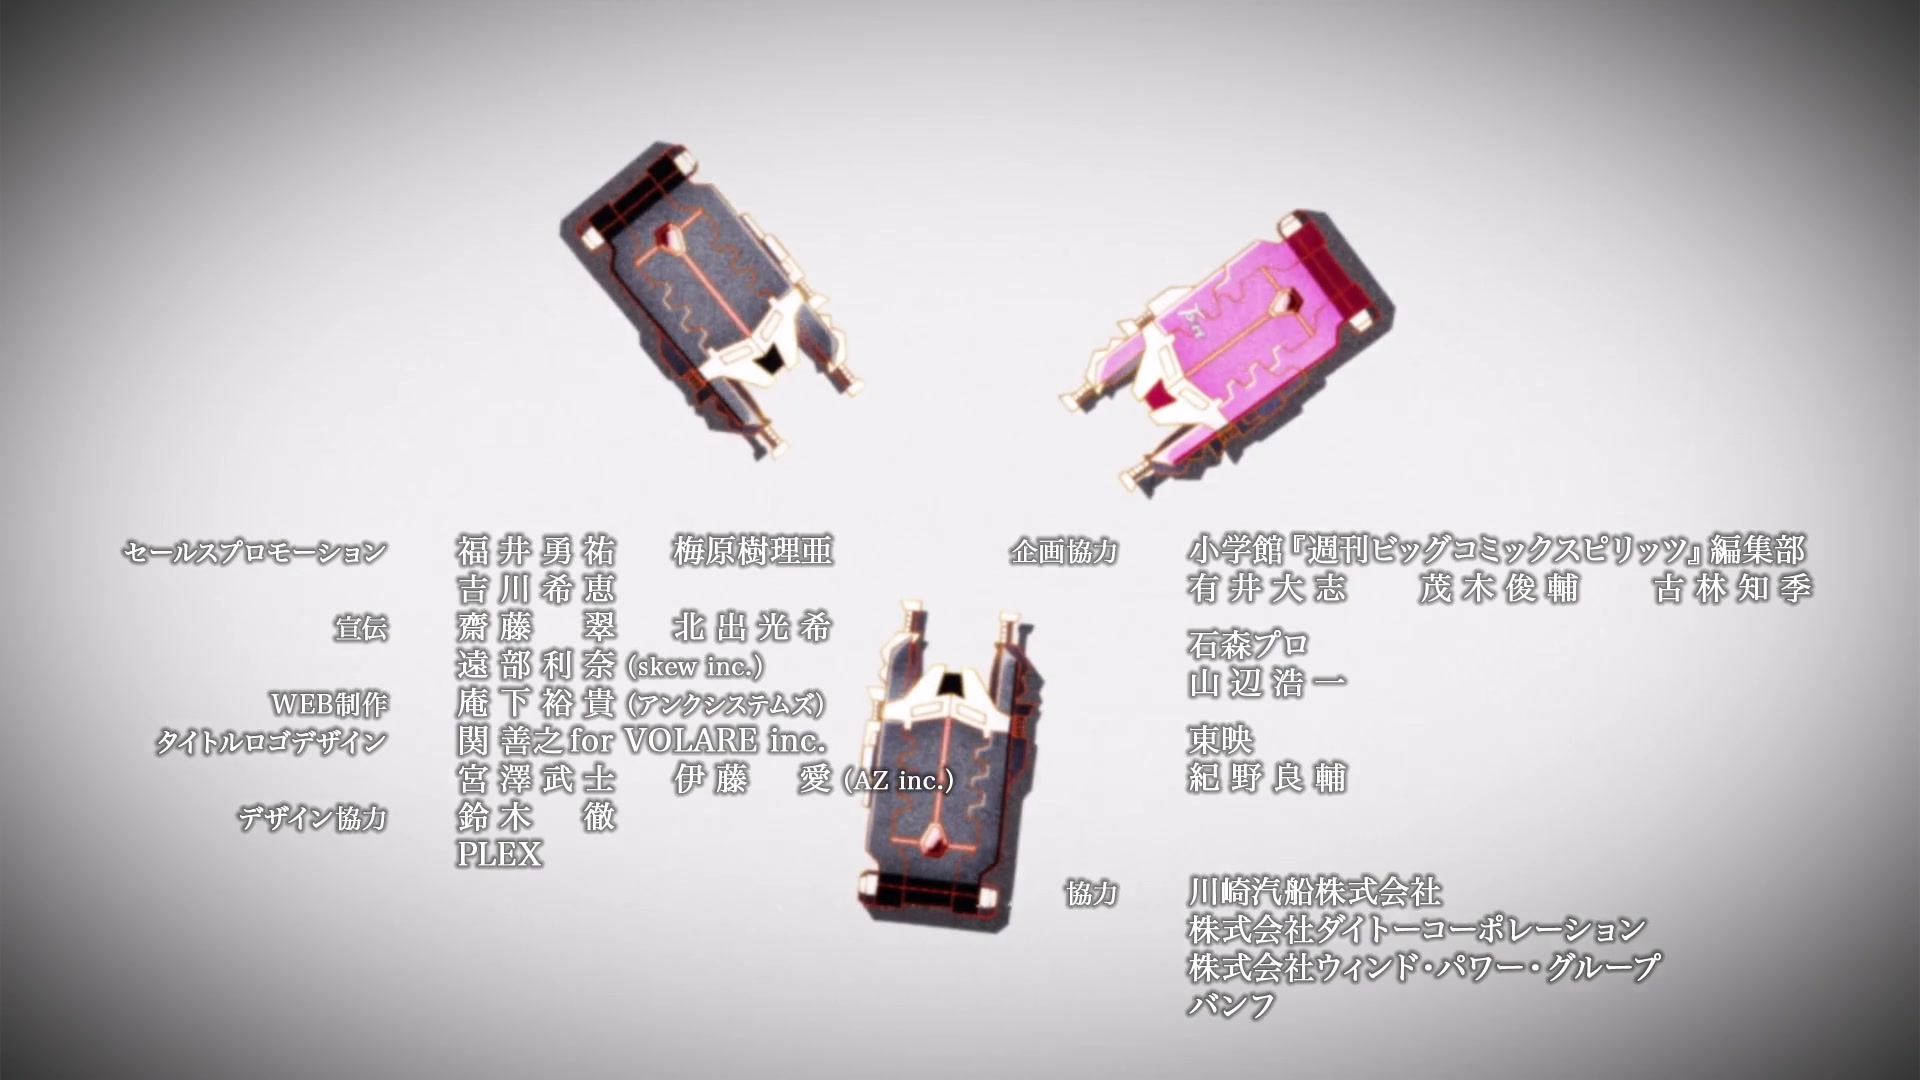 セールスプロモーション 福井勇祐 梅原樹理亜
吉川希恵
宣伝 齋藤 翠 北出光希
遠部利奈 (skew inc.)
WEB制作 庵下裕貴 (アンクシステムズ)
タイトルロゴデザイン 関 善之for VOLARE inc.
宮澤武士 伊藤 愛 (AZ inc.)
デザイン協力 鈴木 徹
PLEX
企画協力 小学館『週刊ビッグコミックスピリッツ』編集部
有井大志 茂木俊輔 古林知季
石森プロ
山辺浩一
東映
紀野良輔
協力 川崎汽船株式会社
株式会社ダイトーコーポレーション
株式会社ウィンド・パワー・グループ
バンフ